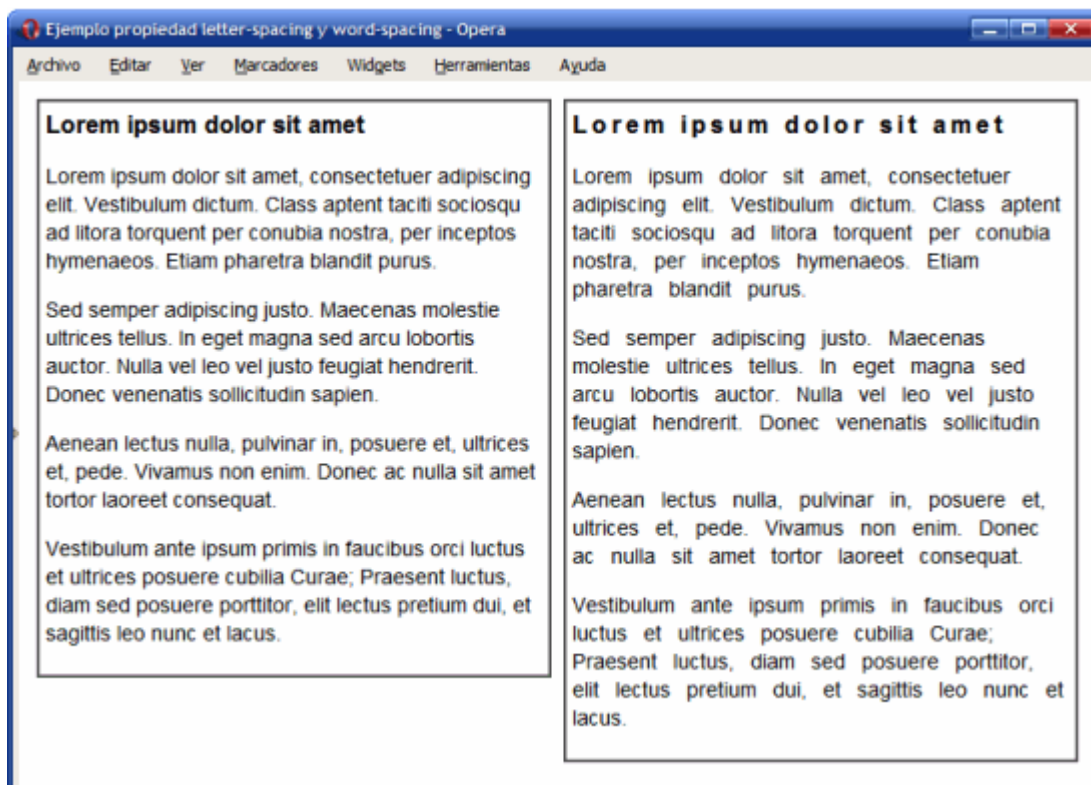 Ejemplo propiedad letter-spacing y word-spacing - Opera
Archivo Editar Ver Marcadores Widgets Herramientas Ayuda
Lorem ipsum dolor sit amet
Lorem ipsum dolor sit amet, consectetuer adipiscing
elit. Vestibulum dictum. Class aptent taciti sociosqu
ad litora torquent per conubia nostra, per inceptos
hymenaeos. Etiam pharetra blandit purus.
Sed semper adipiscing justo. Maecenas molestie
ultrices tellus. In eget magna sed arcu lobortis
auctor. Nulla vel leo vel justo feugiat hendrerit.
Donec venenatis sollicitudin sapien.
Aenean lectus nulla, pulvinar in, posuere et, ultrices
et, pede. Vivamus non enim. Donec ac nulla sit amet
tortor laoreet consequat.
Vestibulum ante ipsum primis in faucibus orci luctus
et ultrices posuere cubilia Curae; Praesent luctus,
diam sed posuere porttitor, elit lectus pretium dui, et
sagittis leo nunc et lacus.
Lorem ipsum dolor sit amet
Lorem ipsum dolor sit amet, consectetuer
adipiscing elit. Vestibulum dictum. Class aptent
taciti sociosqu ad litora torquent per conubia
nostra, per inceptos hymenaeos. Etiam
pharetra blandit purus.
Sed semper adipiscing justo. Maecenas
molestie ultrices tellus. In eget magna sed
arcu lobortis auctor. Nulla vel leo vel justo
feugiat hendrerit. Donec venenatis sollicitudin
sapien.
Aenean lectus nulla, pulvinar in, posuere et,
ultrices et, pede. Vivamus non enim. Donec
ac nulla sit amet tortor laoreet consequat.
Vestibulum ante ipsum primis in faucibus orci
luctus et ultrices posuere cubilia Curae;
Praesent luctus, diam sed posuere porttitor,
elit lectus pretium dui, et sagittis leo nunc et
lacus.